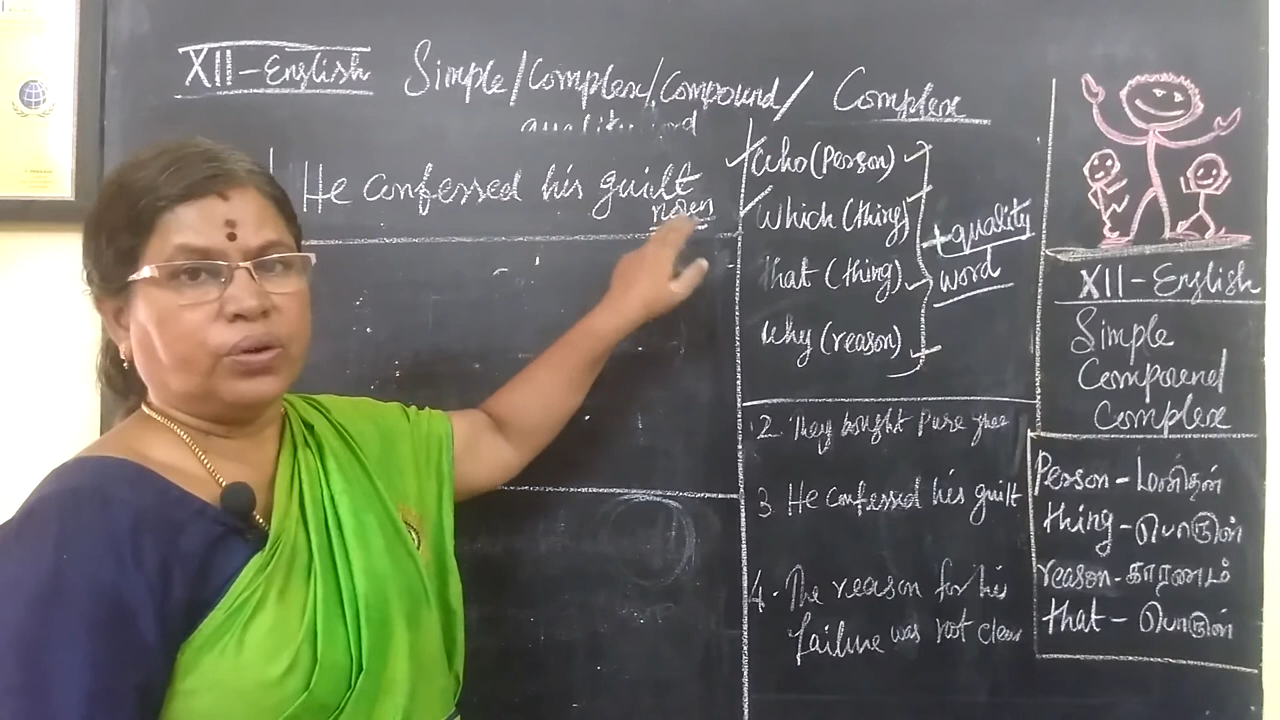 XII-English Simple/Complex/Compound/ Complex
quality word
He confessed his guilt
noun
who (Person)
which (thing)
that (thing)
why (reason)
+ quality
word
2. They bought Pure ghee
3. He confessed his guilt
4. The reason for his
failure was not clear
XII-English
Simple
Compound
Complex
Person - மனிதன்
thing - பொருள்
reason - காரணம்
that - பொருள்